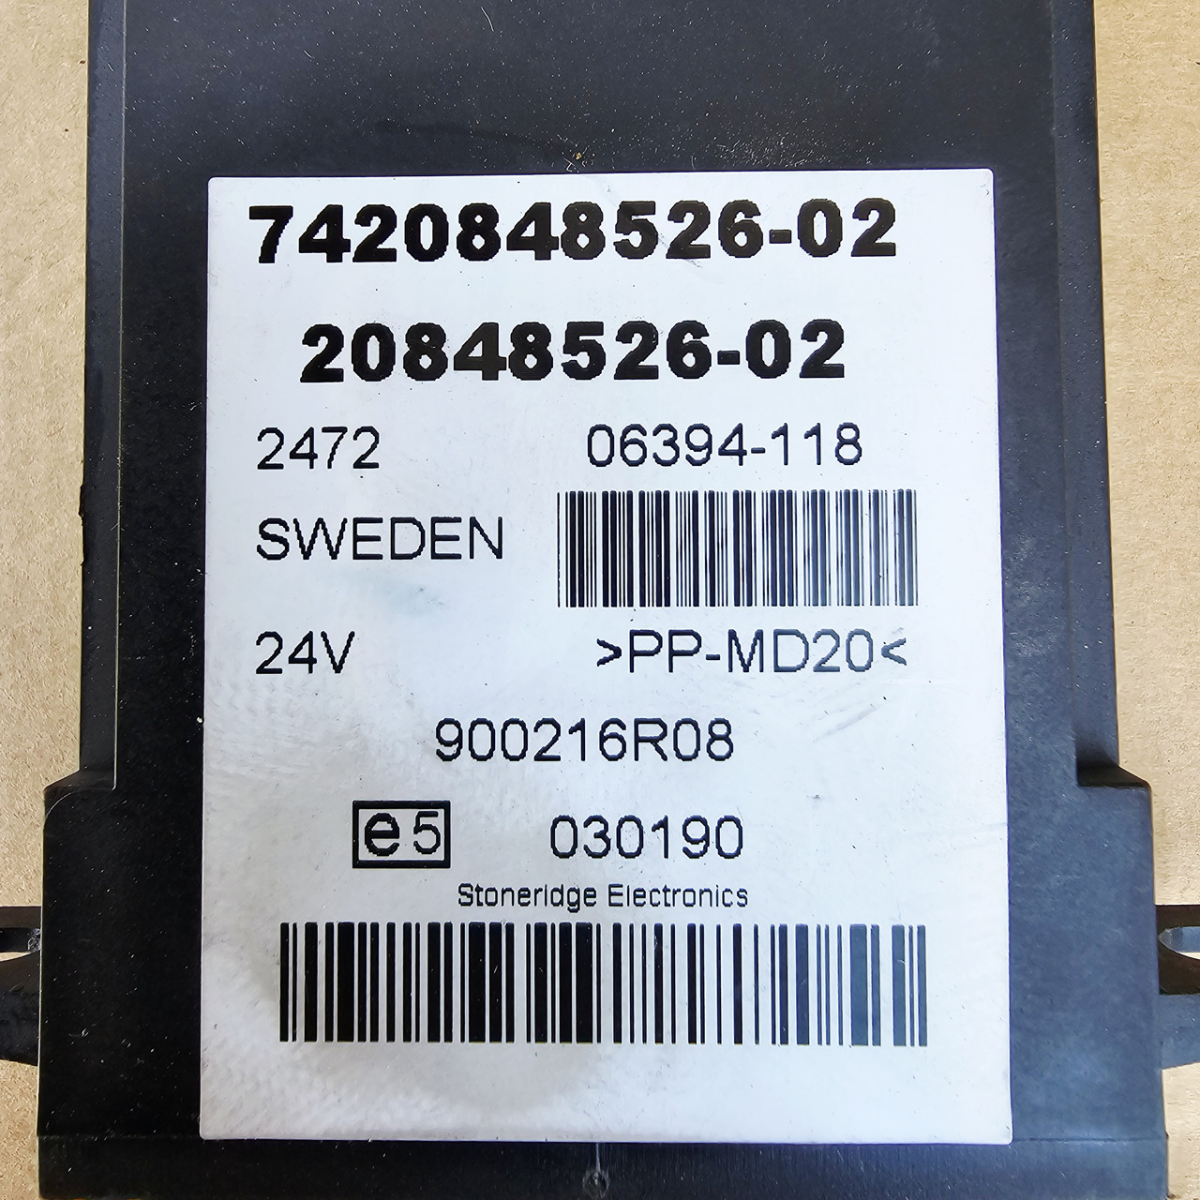 7420848526-02
20848526-02
2472 06394-118
SWEDEN
24V >PP-MD20<
900216R08
e5 030190
Stoneridge Electronics